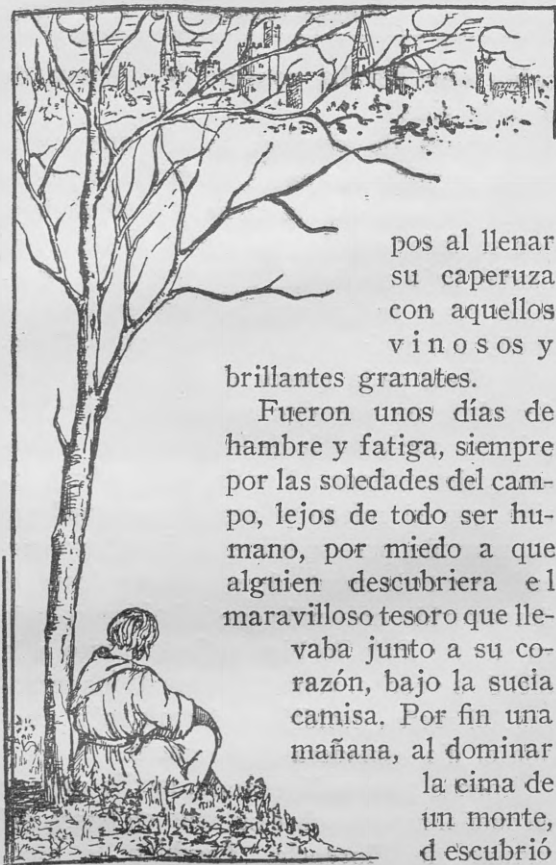 pos al llenar
su caperuza
con aquellos
vinosos y
brillantes granates.
Fueron unos días de
hambre y fatiga, siempre
por las soledades del cam-
po, lejos de todo ser hu-
mano, por miedo a que
alguien descubriera el
maravilloso tesoro que lle-
vaba junto a su co-
razón, bajo la sucia
camisa. Por fin una
mañana, al dominar
la cima de
un monte,
descubrió